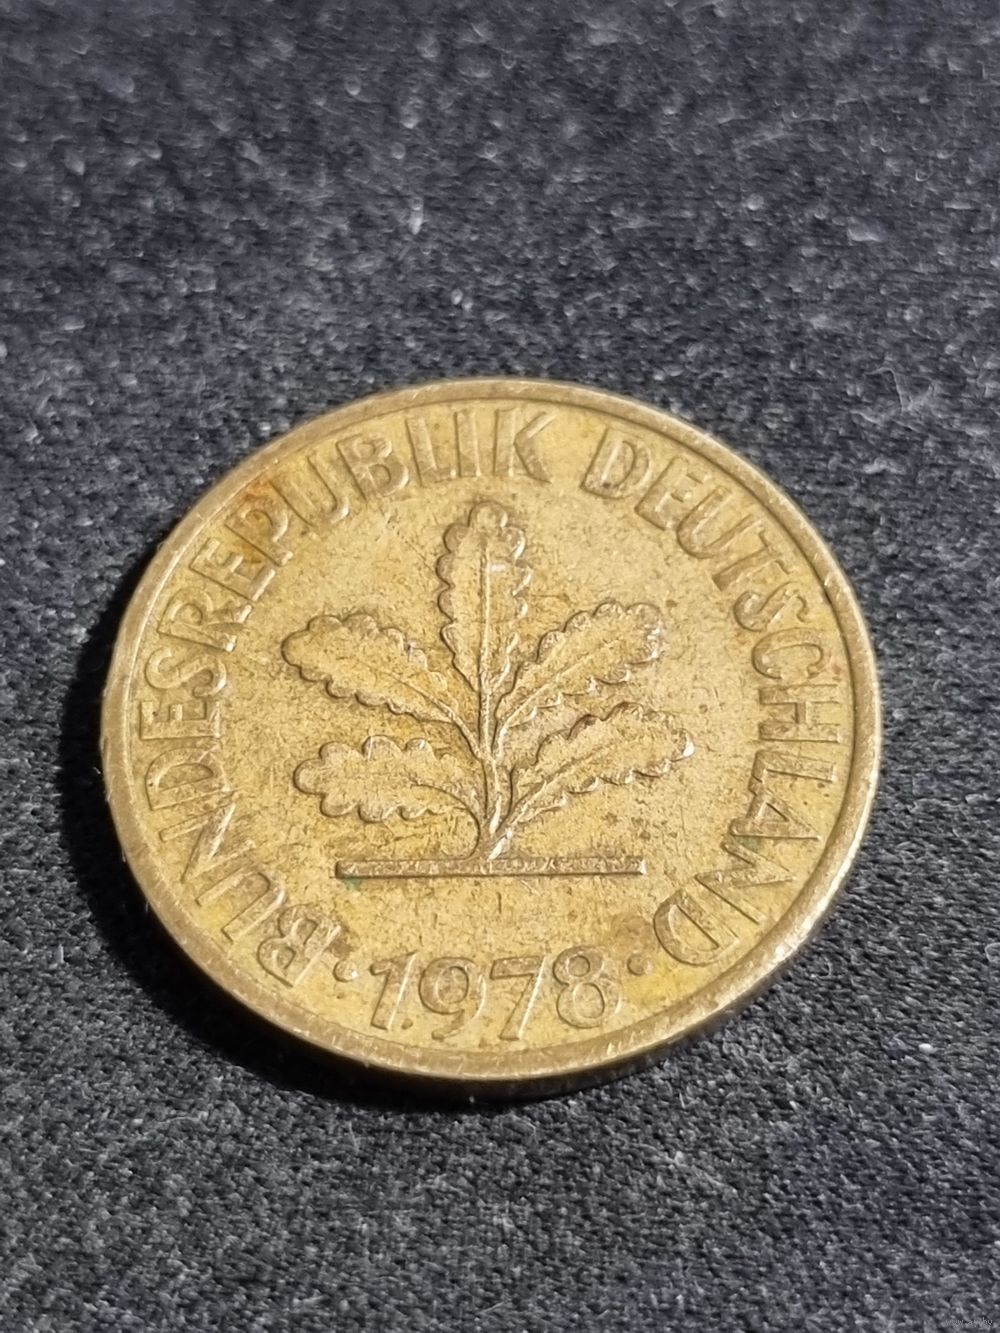 BUNDESREPUBLIK DEUTSCHLAND
· 1978 ·